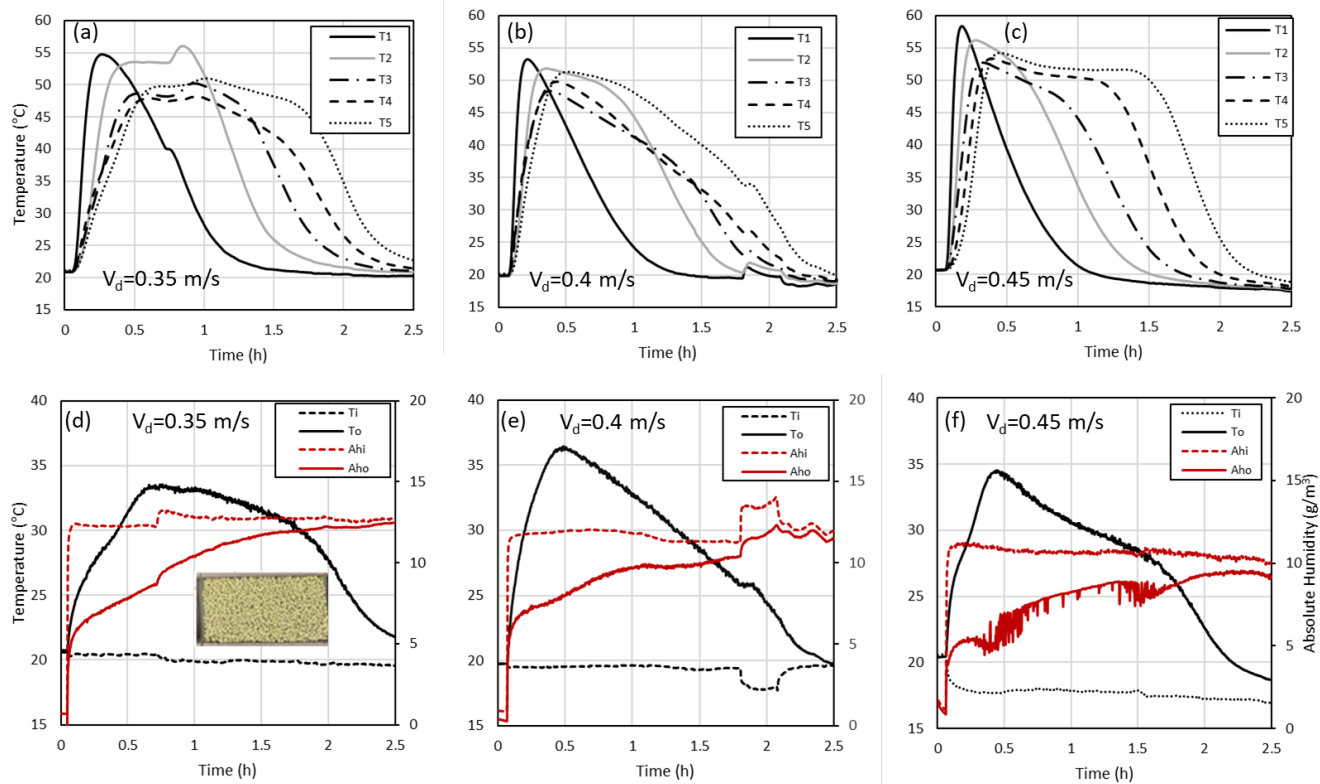 (a)
T1
T2
T3
T4
T5
60
55
50
45
40
35
30
25
20
15
Temperature (°C)
V_d=0.35 m/s
0 0.5 1 1.5 2 2.5
Time (h)
(b)
T1
T2
T3
T4
T5
60
55
50
45
40
35
30
25
20
15
V_d=0.4 m/s
0 0.5 1 1.5 2 2.5
Time (h)
(c)
T1
T2
T3
T4
T5
60
55
50
45
40
35
30
25
20
15
V_d=0.45 m/s
0 0.5 1 1.5 2 2.5
Time (h)
(d)
V_d=0.35 m/s
Ti
To
Ahi
Aho
40
35
30
25
20
15
Temperature (°C)
20
15
10
5
0
0 0.5 1 1.5 2 2.5
Time (h)
(e)
V_d=0.4 m/s
Ti
To
Ahi
Aho
40
35
30
25
20
15
20
15
10
5
0
0 0.5 1 1.5 2 2.5
Time (h)
(f)
V_d=0.45 m/s
Ti
To
Ahi
Aho
40
35
30
25
20
15
20
15
10
5
0
Absolute Humidity (g/m³)
0 0.5 1 1.5 2 2.5
Time (h)